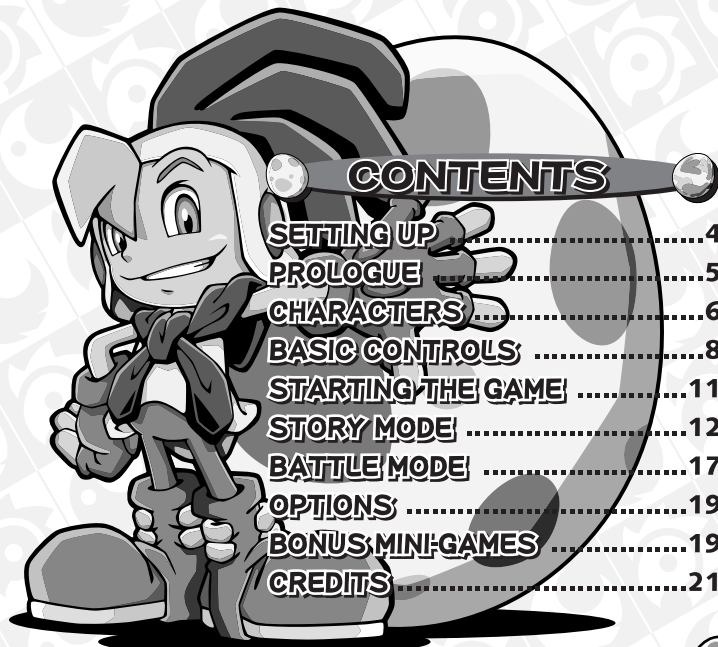 CONTENTS
SETTING UP ..........................4
PROLOGUE ..........................5
CHARACTERS ..........................6
BASIC CONTROLS ..................8
STARTING THE GAME ..............11
STORY MODE ......................12
BATTLE MODE ....................17
OPTIONS ............................19
BONUS MINI-GAMES ..............19
CREDITS ............................21